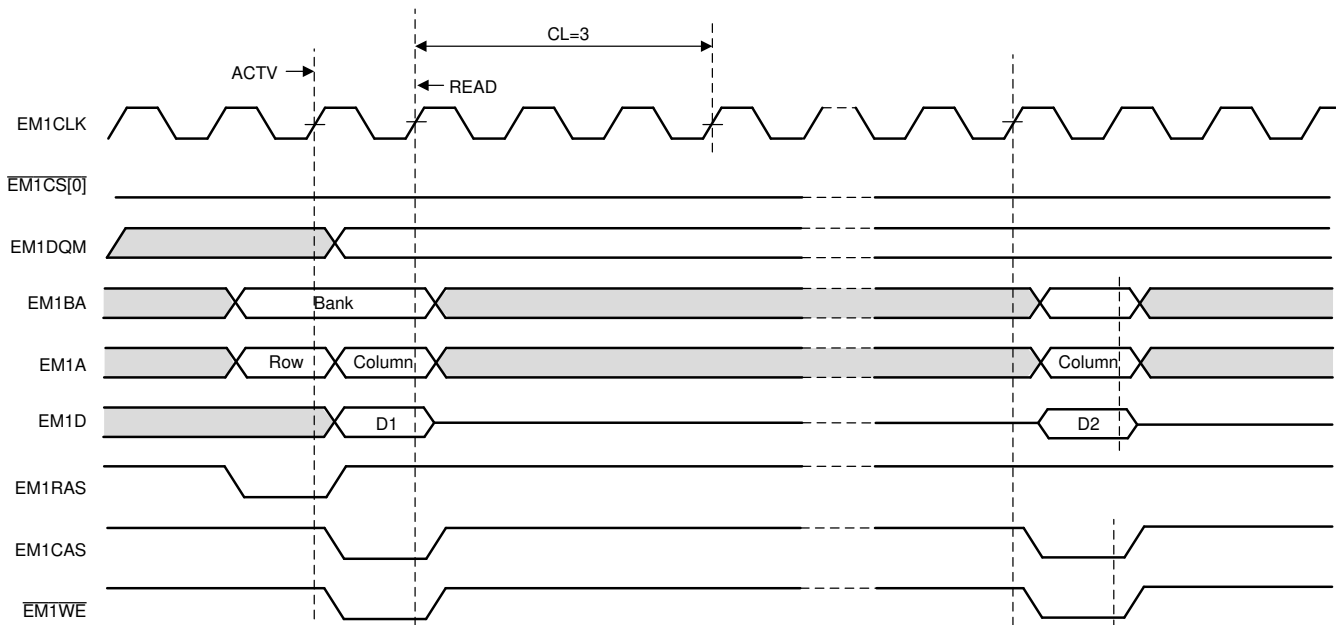 CL=3
ACTV
READ
EM1CLK
EM1CS[0]
EM1DQM
EM1BA
Bank
EM1A
Row
Column
Column
EM1D
D1
D2
EM1RAS
EM1CAS
EM1WE